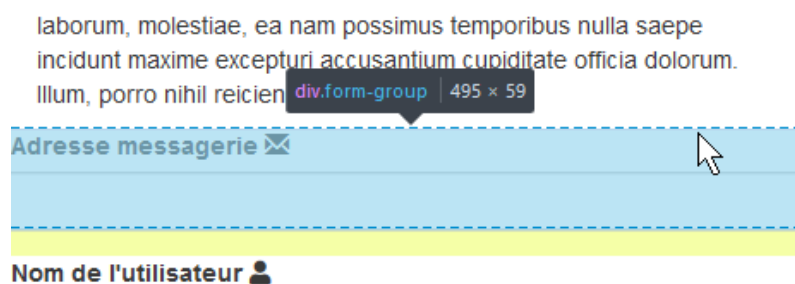 laborum, molestiae, ea nam possimus temporibus nulla saepe
incidunt maxime excepturi accusantium cupiditate officia dolorum.
Illum, porro nihil reicien
div.form-group 495 × 59
Adresse messagerie
Nom de l'utilisateur